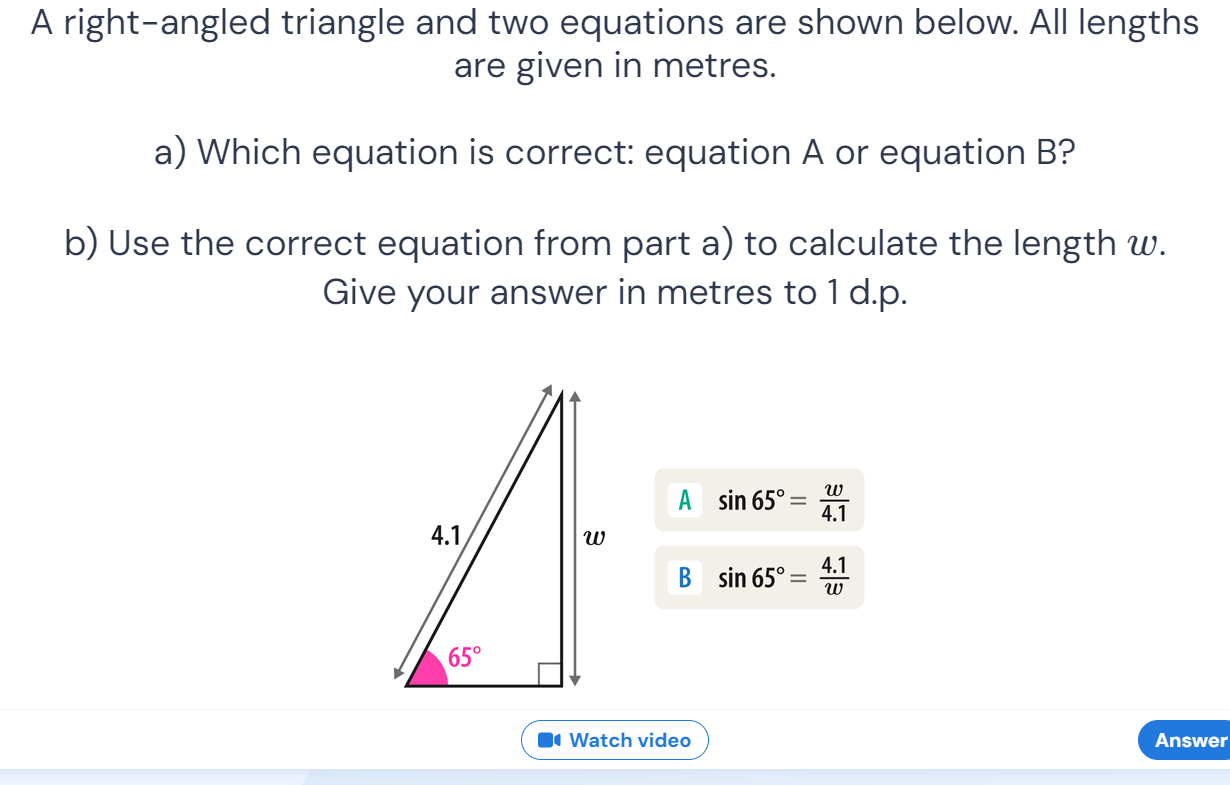 A right-angled triangle and two equations are shown below. All lengths
are given in metres.
a) Which equation is correct: equation A or equation B?
b) Use the correct equation from part a) to calculate the length w.
Give your answer in metres to 1 d.p.
4.1
w
65°
A sin 65° = w/4.1
B sin 65° = 4.1/w
Watch video
Answer